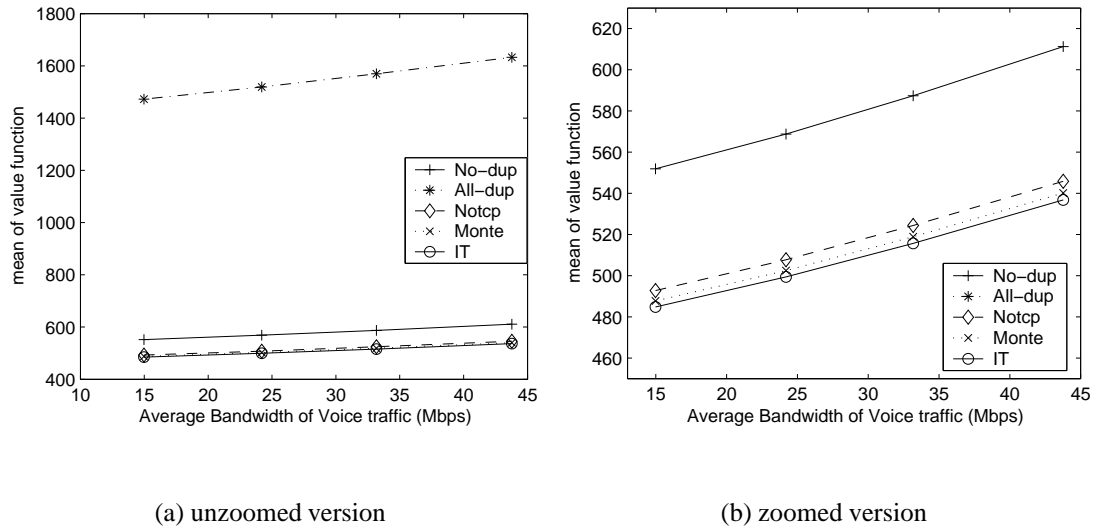 1800
1600
1400
1200
1000
800
600
400
10 15 20 25 30 35 40 45
mean of value function
Average Bandwidth of Voice traffic (Mbps)
No−dup
All−dup
Notcp
Monte
IT
(a) unzoomed version
620
600
580
560
540
520
500
480
460
15 20 25 30 35 40 45
mean of value function
Average Bandwidth of Voice traffic (Mbps)
No−dup
All−dup
Notcp
Monte
IT
(b) zoomed version